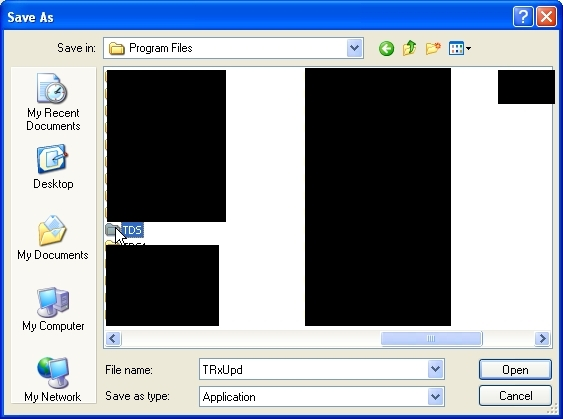 Save As
Save in:
Program Files
My Recent
Documents
Desktop
My Documents
My Computer
My Network
TDS
File name:
TRxUpd
Open
Save as type:
Application
Cancel